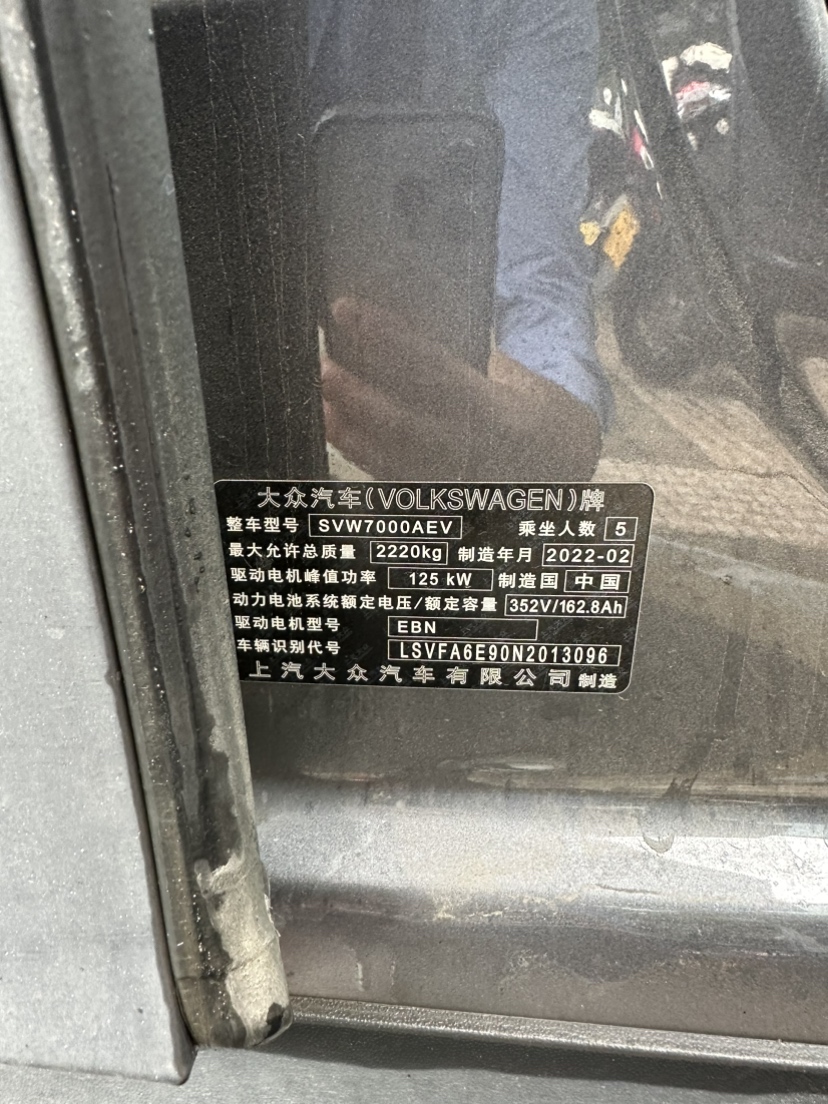 大众汽车(VOLKSWAGEN)牌
整车型号 SVW7000AEV 乘坐人数 5
最大允许总质量 2220kg 制造年月 2022-02
驱动电机峰值功率 125 kW 制造国 中国
动力电池系统额定电压/额定容量 352V/162.8Ah
驱动电机型号 EBN
车辆识别代号 LSVFA6E90N2013096
上汽大众汽车有限公司 制造